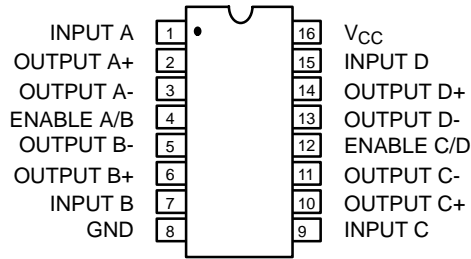 INPUT A 1 16 VCC
OUTPUT A+ 2 15 INPUT D
OUTPUT A- 3 14 OUTPUT D+
ENABLE A/B 4 13 OUTPUT D-
OUTPUT B- 5 12 ENABLE C/D
OUTPUT B+ 6 11 OUTPUT C-
INPUT B 7 10 OUTPUT C+
GND 8 9 INPUT C